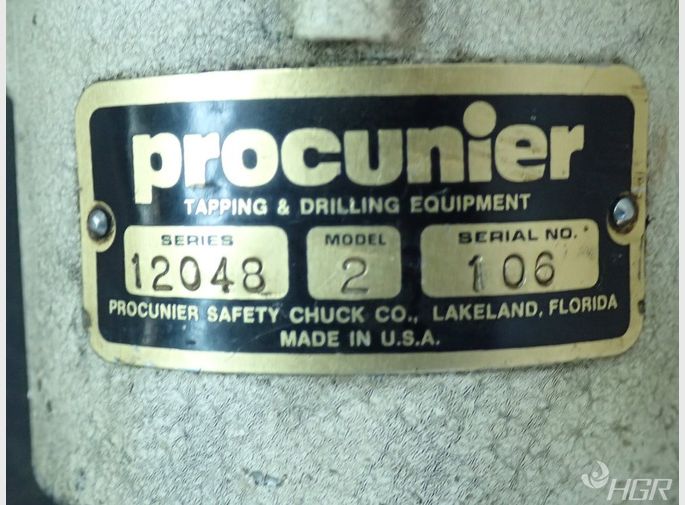 procunier
TAPPING & DRILLING EQUIPMENT
SERIES MODEL SERIAL NO.
12048 2 106
PROCUNIER SAFETY CHUCK CO., LAKELAND, FLORIDA
MADE IN U.S.A.
HGR